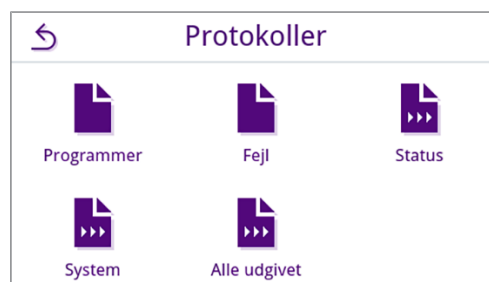 Protokoller
Programmer
Fejl
Status
System
Alle udgivet